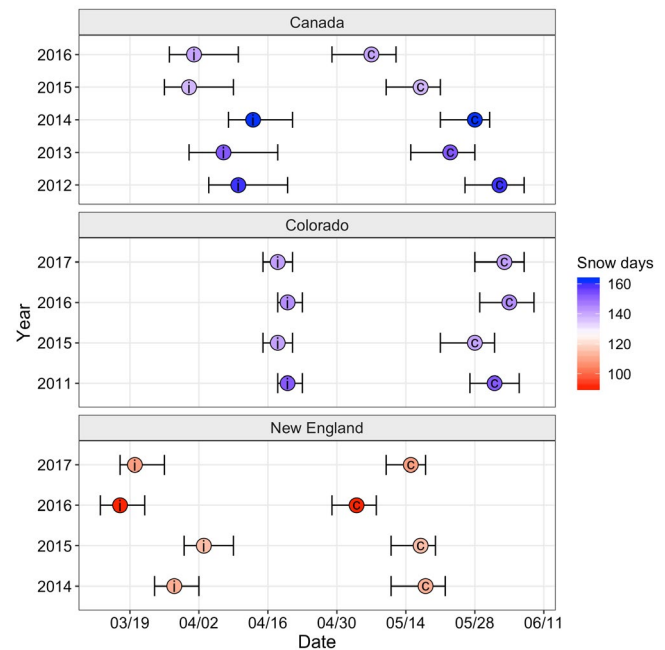 Canada
2016 i C
2015 i C
2014 i C
2013 i C
2012 i C
Colorado
2017 i C
2016 i C
2015 i C
2011 i C
New England
2017 i C
2016 i C
2015 i C
2014 i C
03/19 04/02 04/16 04/30 05/14 05/28 06/11
Date
Year
Snow days
160
140
120
100